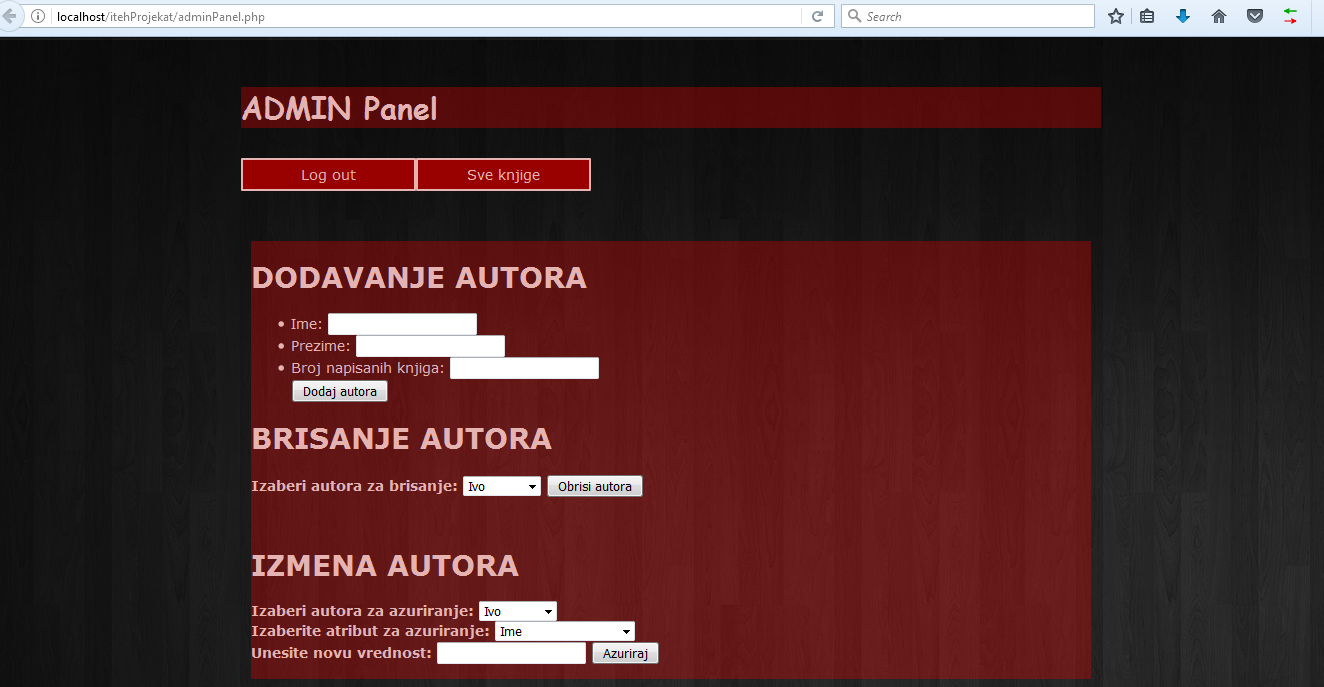 localhost/itehProjekat/adminPanel.php
Search
ADMIN Panel
Log out
Sve knjige
DODAVANJE AUTORA
Ime:
Prezime:
Broj napisanih knjiga:
Dodaj autora
BRISANJE AUTORA
Izaberi autora za brisanje: Ivo Obrisi autora
IZMENA AUTORA
Izaberi autora za azuriranje: Ivo
Izaberite atribut za azuriranje: Ime
Unesite novu vrednost: Azuriraj